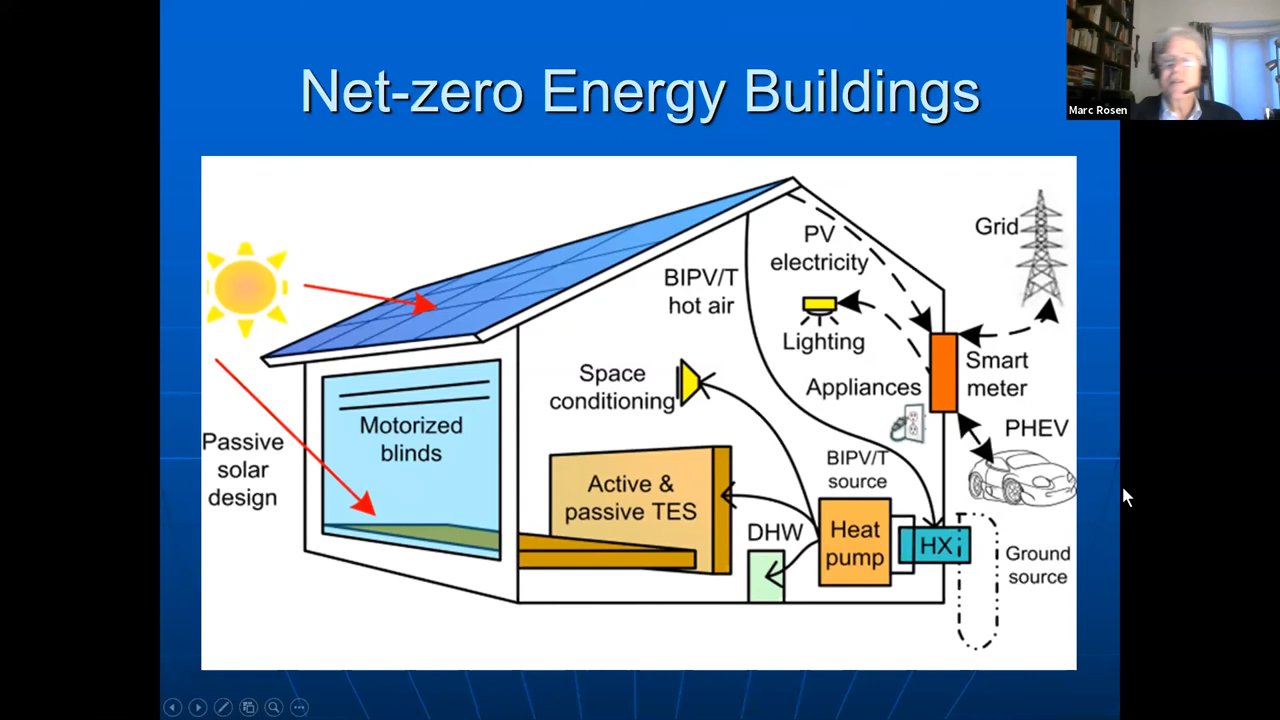 Net-zero Energy Buildings
Marc Rosen
Grid
PV
electricity
BIPV/T
hot air
Lighting
Smart
meter
Space
conditioning
Appliances
Motorized
blinds
Passive
solar
design
PHEV
BIPV/T
source
Active &
passive TES
DHW
Heat
pump
HX
Ground
source